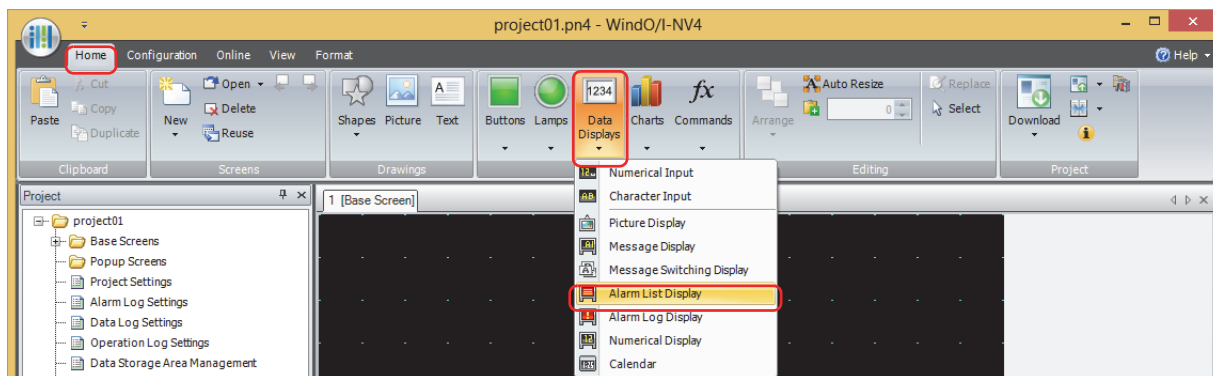 project01.pn4 - WindO/I-NV4
Home Configuration Online View Format Help
Paste
Cut
Copy
Duplicate
Clipboard
New
Open
Delete
Reuse
Screens
Shapes Picture Text
Drawings
Buttons Lamps
1234
Data Displays
Charts
fx
Commands
Arrange
Auto Resize
0
Replace
Select
Editing
Download
Project
Project
project01
Base Screens
Popup Screens
Project Settings
Alarm Log Settings
Data Log Settings
Operation Log Settings
Data Storage Area Management
1 [Base Screen]
Numerical Input
Character Input
Picture Display
Message Display
Message Switching Display
Alarm List Display
Alarm Log Display
Numerical Display
Calendar